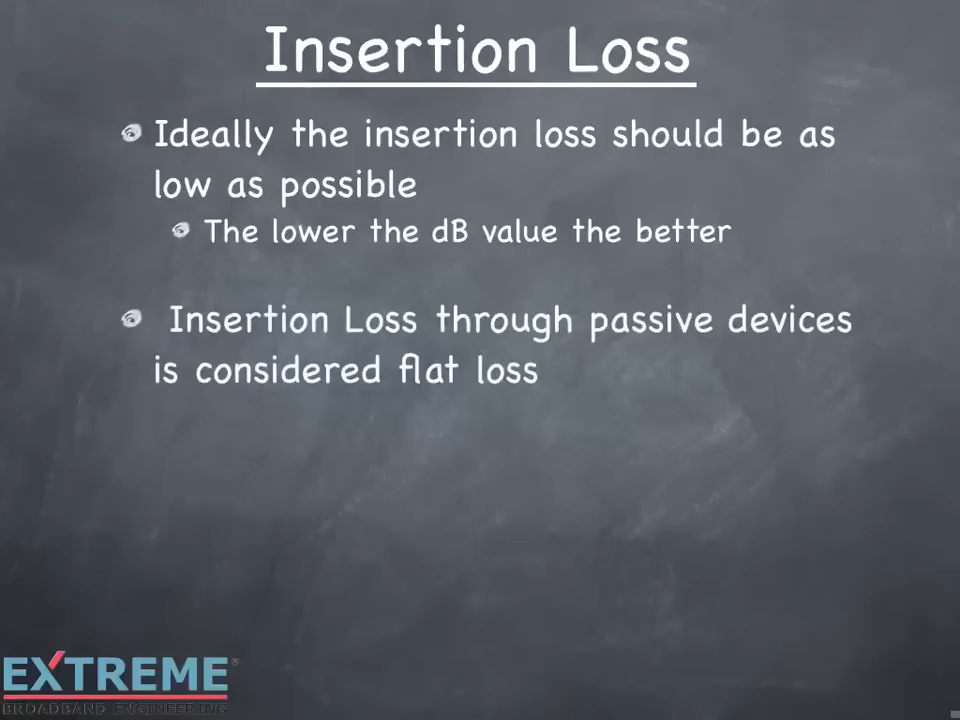 Insertion Loss
Ideally the insertion loss should be as
low as possible
The lower the dB value the better
Insertion Loss through passive devices
is considered flat loss
EXTREME®
BROADBAND ENGINEERING